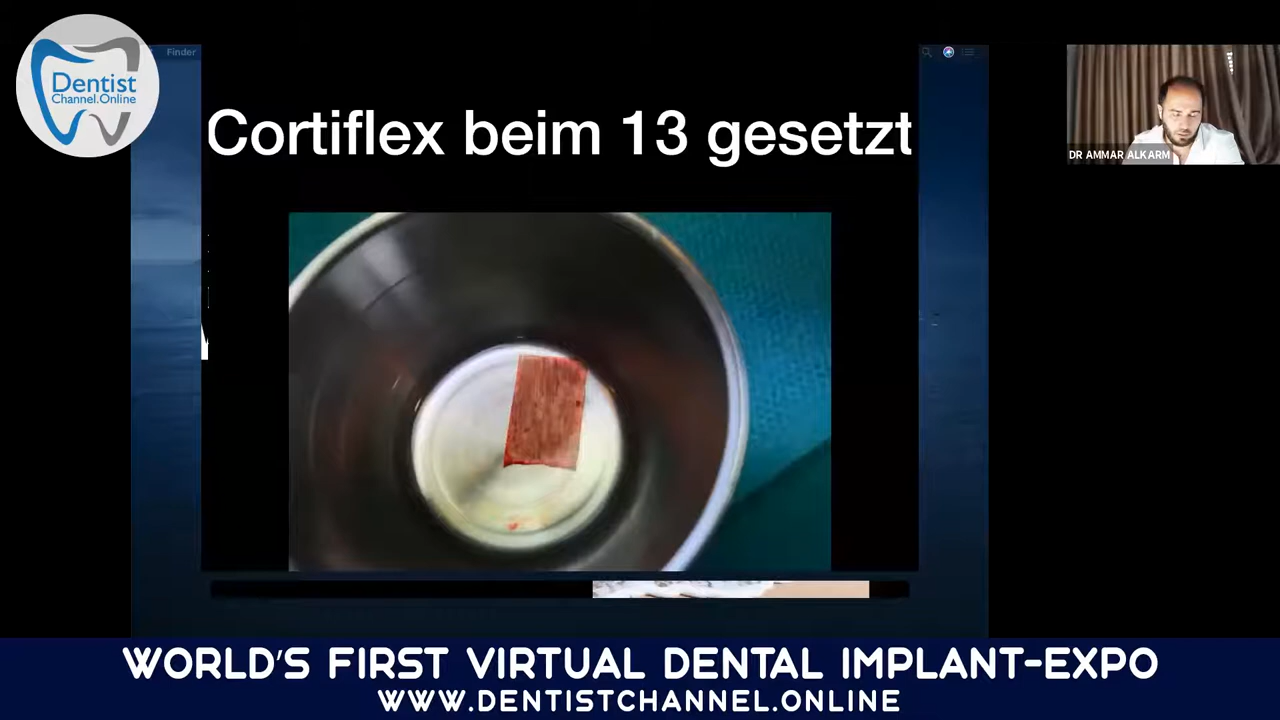 Dentist
Channel.Online
Finder
Cortiflex beim 13 gesetzt
DR AMMAR ALKARM
WORLD'S FIRST VIRTUAL DENTAL IMPLANT-EXPO
WWW.DENTISTCHANNEL.ONLINE